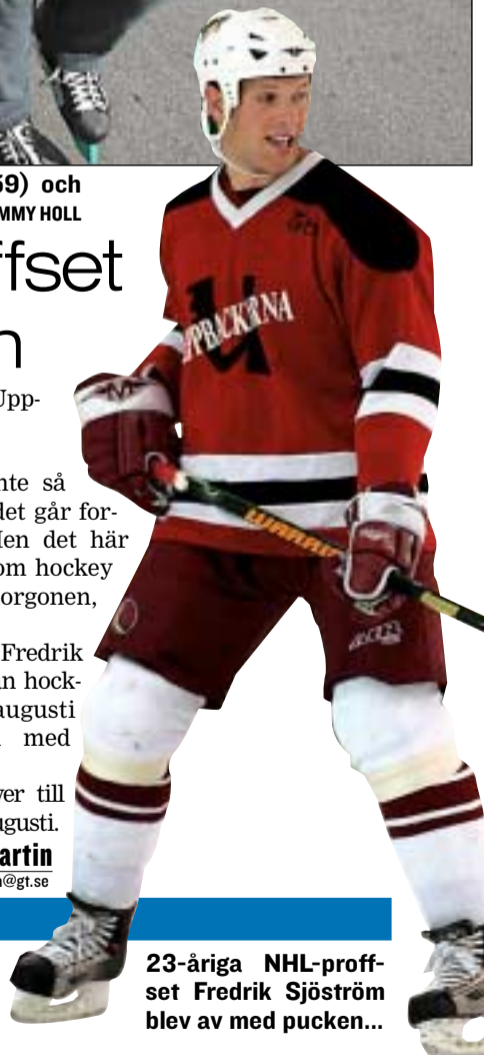 59) och
MMY HOLL
ffset
n
Upp-
nte så
det går for-
Men det här
om hockey
orgonen,
Fredrik
an hock-
augusti
med
ver till
ugusti.
artin
@gt.se
UPPBACKARNA
U
WARRIOR
23-åriga NHL-proff-
set Fredrik Sjöström
blev av med pucken...